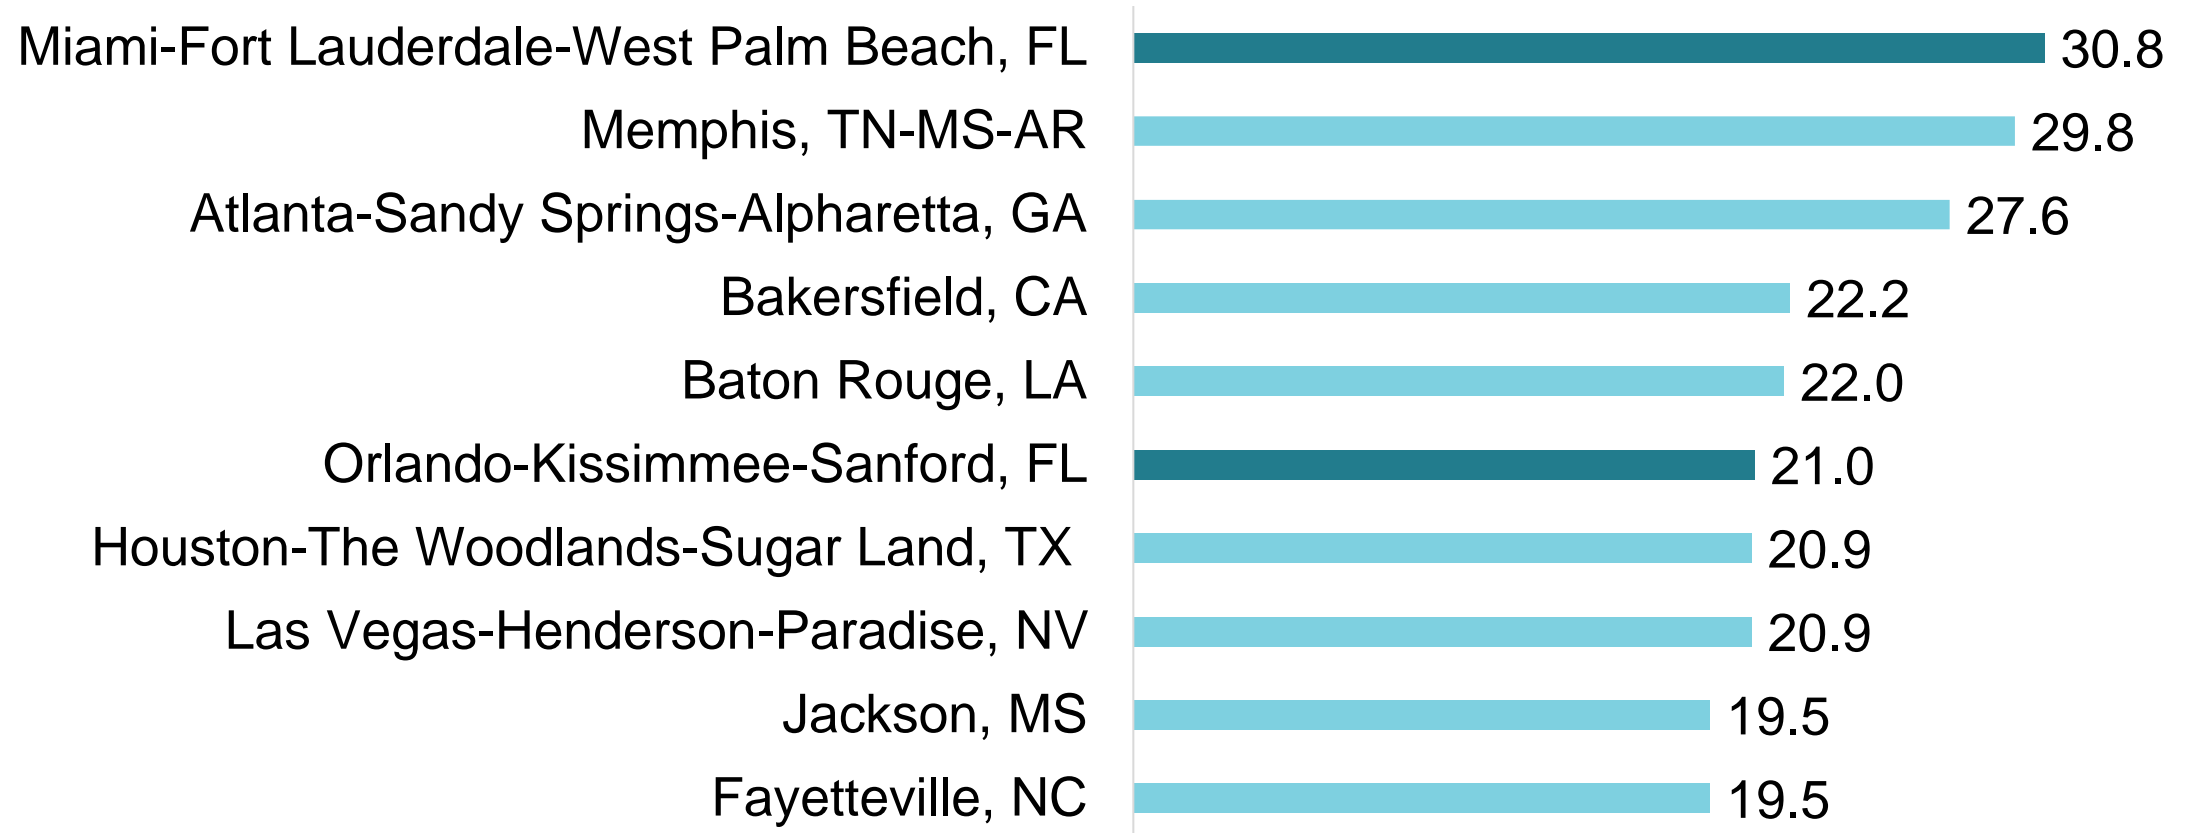 Miami-Fort Lauderdale-West Palm Beach, FL 30.8
Memphis, TN-MS-AR 29.8
Atlanta-Sandy Springs-Alpharetta, GA 27.6
Bakersfield, CA 22.2
Baton Rouge, LA 22.0
Orlando-Kissimmee-Sanford, FL 21.0
Houston-The Woodlands-Sugar Land, TX 20.9
Las Vegas-Henderson-Paradise, NV 20.9
Jackson, MS 19.5
Fayetteville, NC 19.5